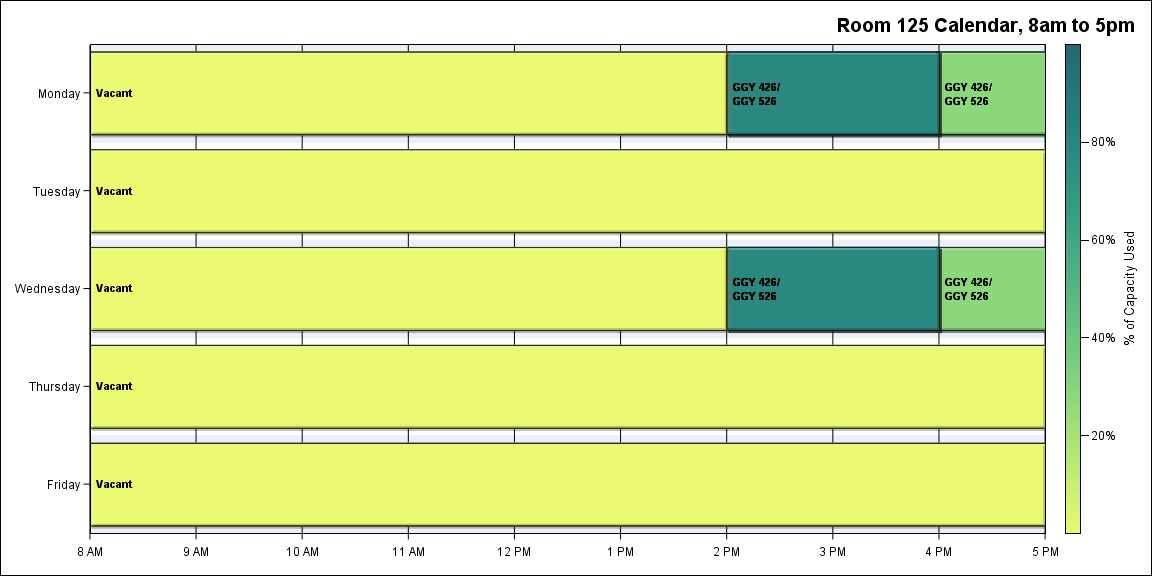 Room 125 Calendar, 8am to 5pm
Monday
Vacant
GGY 426/
GGY 526
GGY 426/
GGY 526
Tuesday
Vacant
Wednesday
Vacant
GGY 426/
GGY 526
GGY 426/
GGY 526
Thursday
Vacant
Friday
Vacant
8 AM
9 AM
10 AM
11 AM
12 PM
1 PM
2 PM
3 PM
4 PM
5 PM
80%
60%
40%
20%
% of Capacity Used